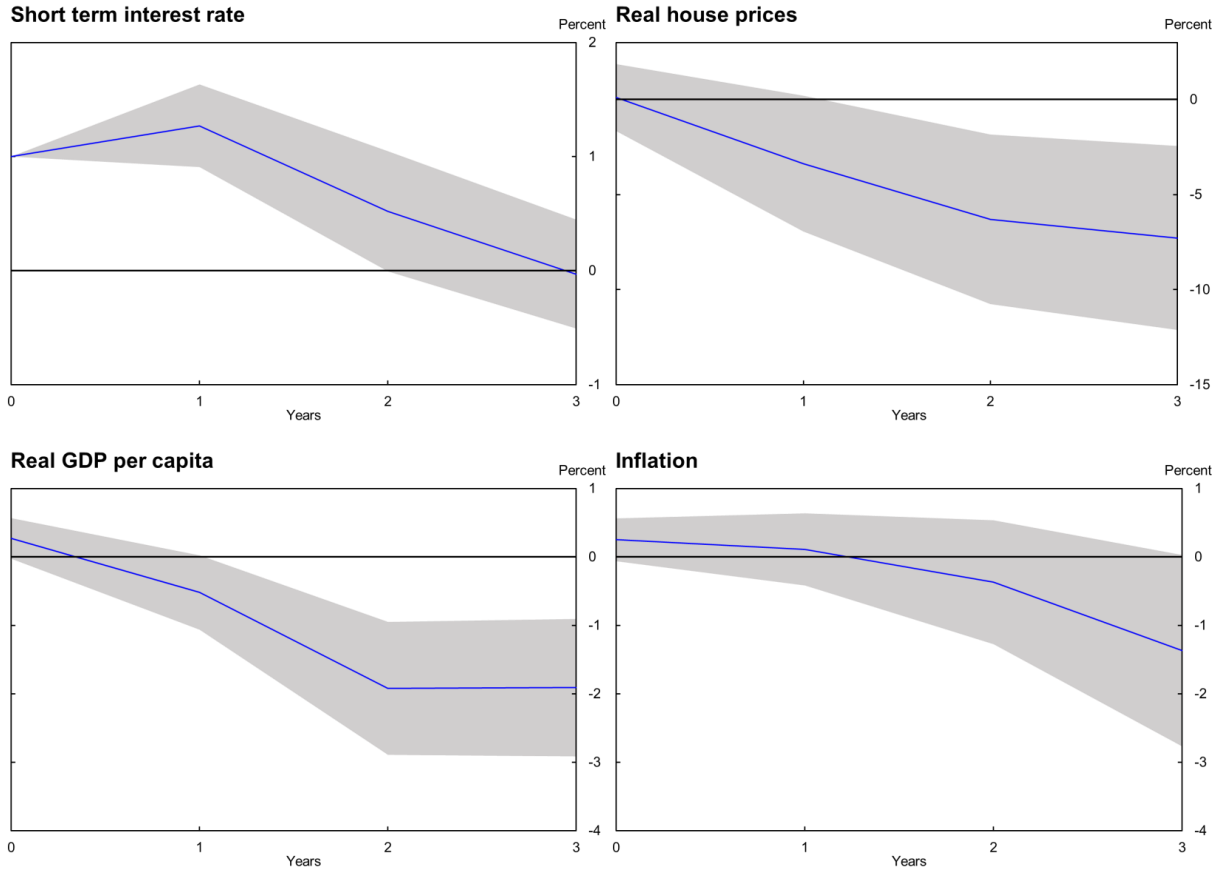 Short term interest rate
Percent
2
1
0
-1
0 1 2 3
Years
Real house prices
Percent
0
-5
-10
-15
0 1 2 3
Years
Real GDP per capita
Percent
1
0
-1
-2
-3
-4
0 1 2 3
Years
Inflation
Percent
1
0
-1
-2
-3
-4
0 1 2 3
Years